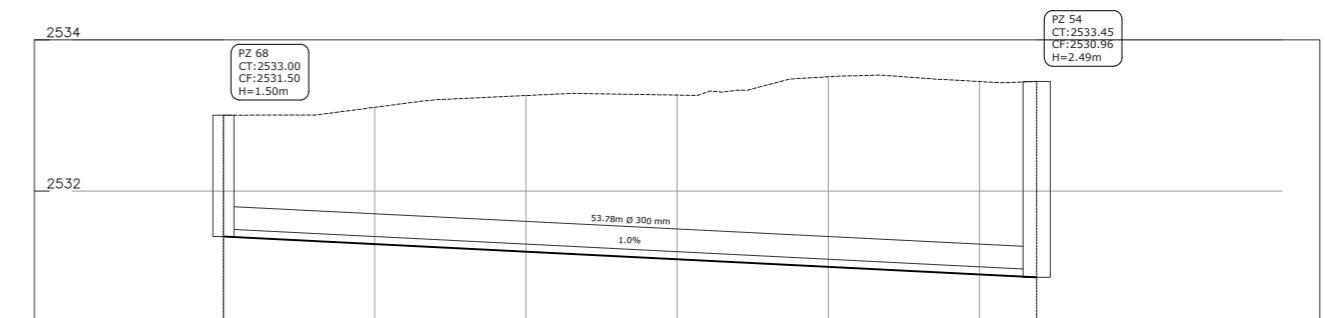 2534
PZ 68
CT:2533.00
CF:2531.50
H=1.50m
PZ 54
CT:2533.45
CF:2530.96
H=2.49m
2532
53.78m Ø 300 mm
1.0%